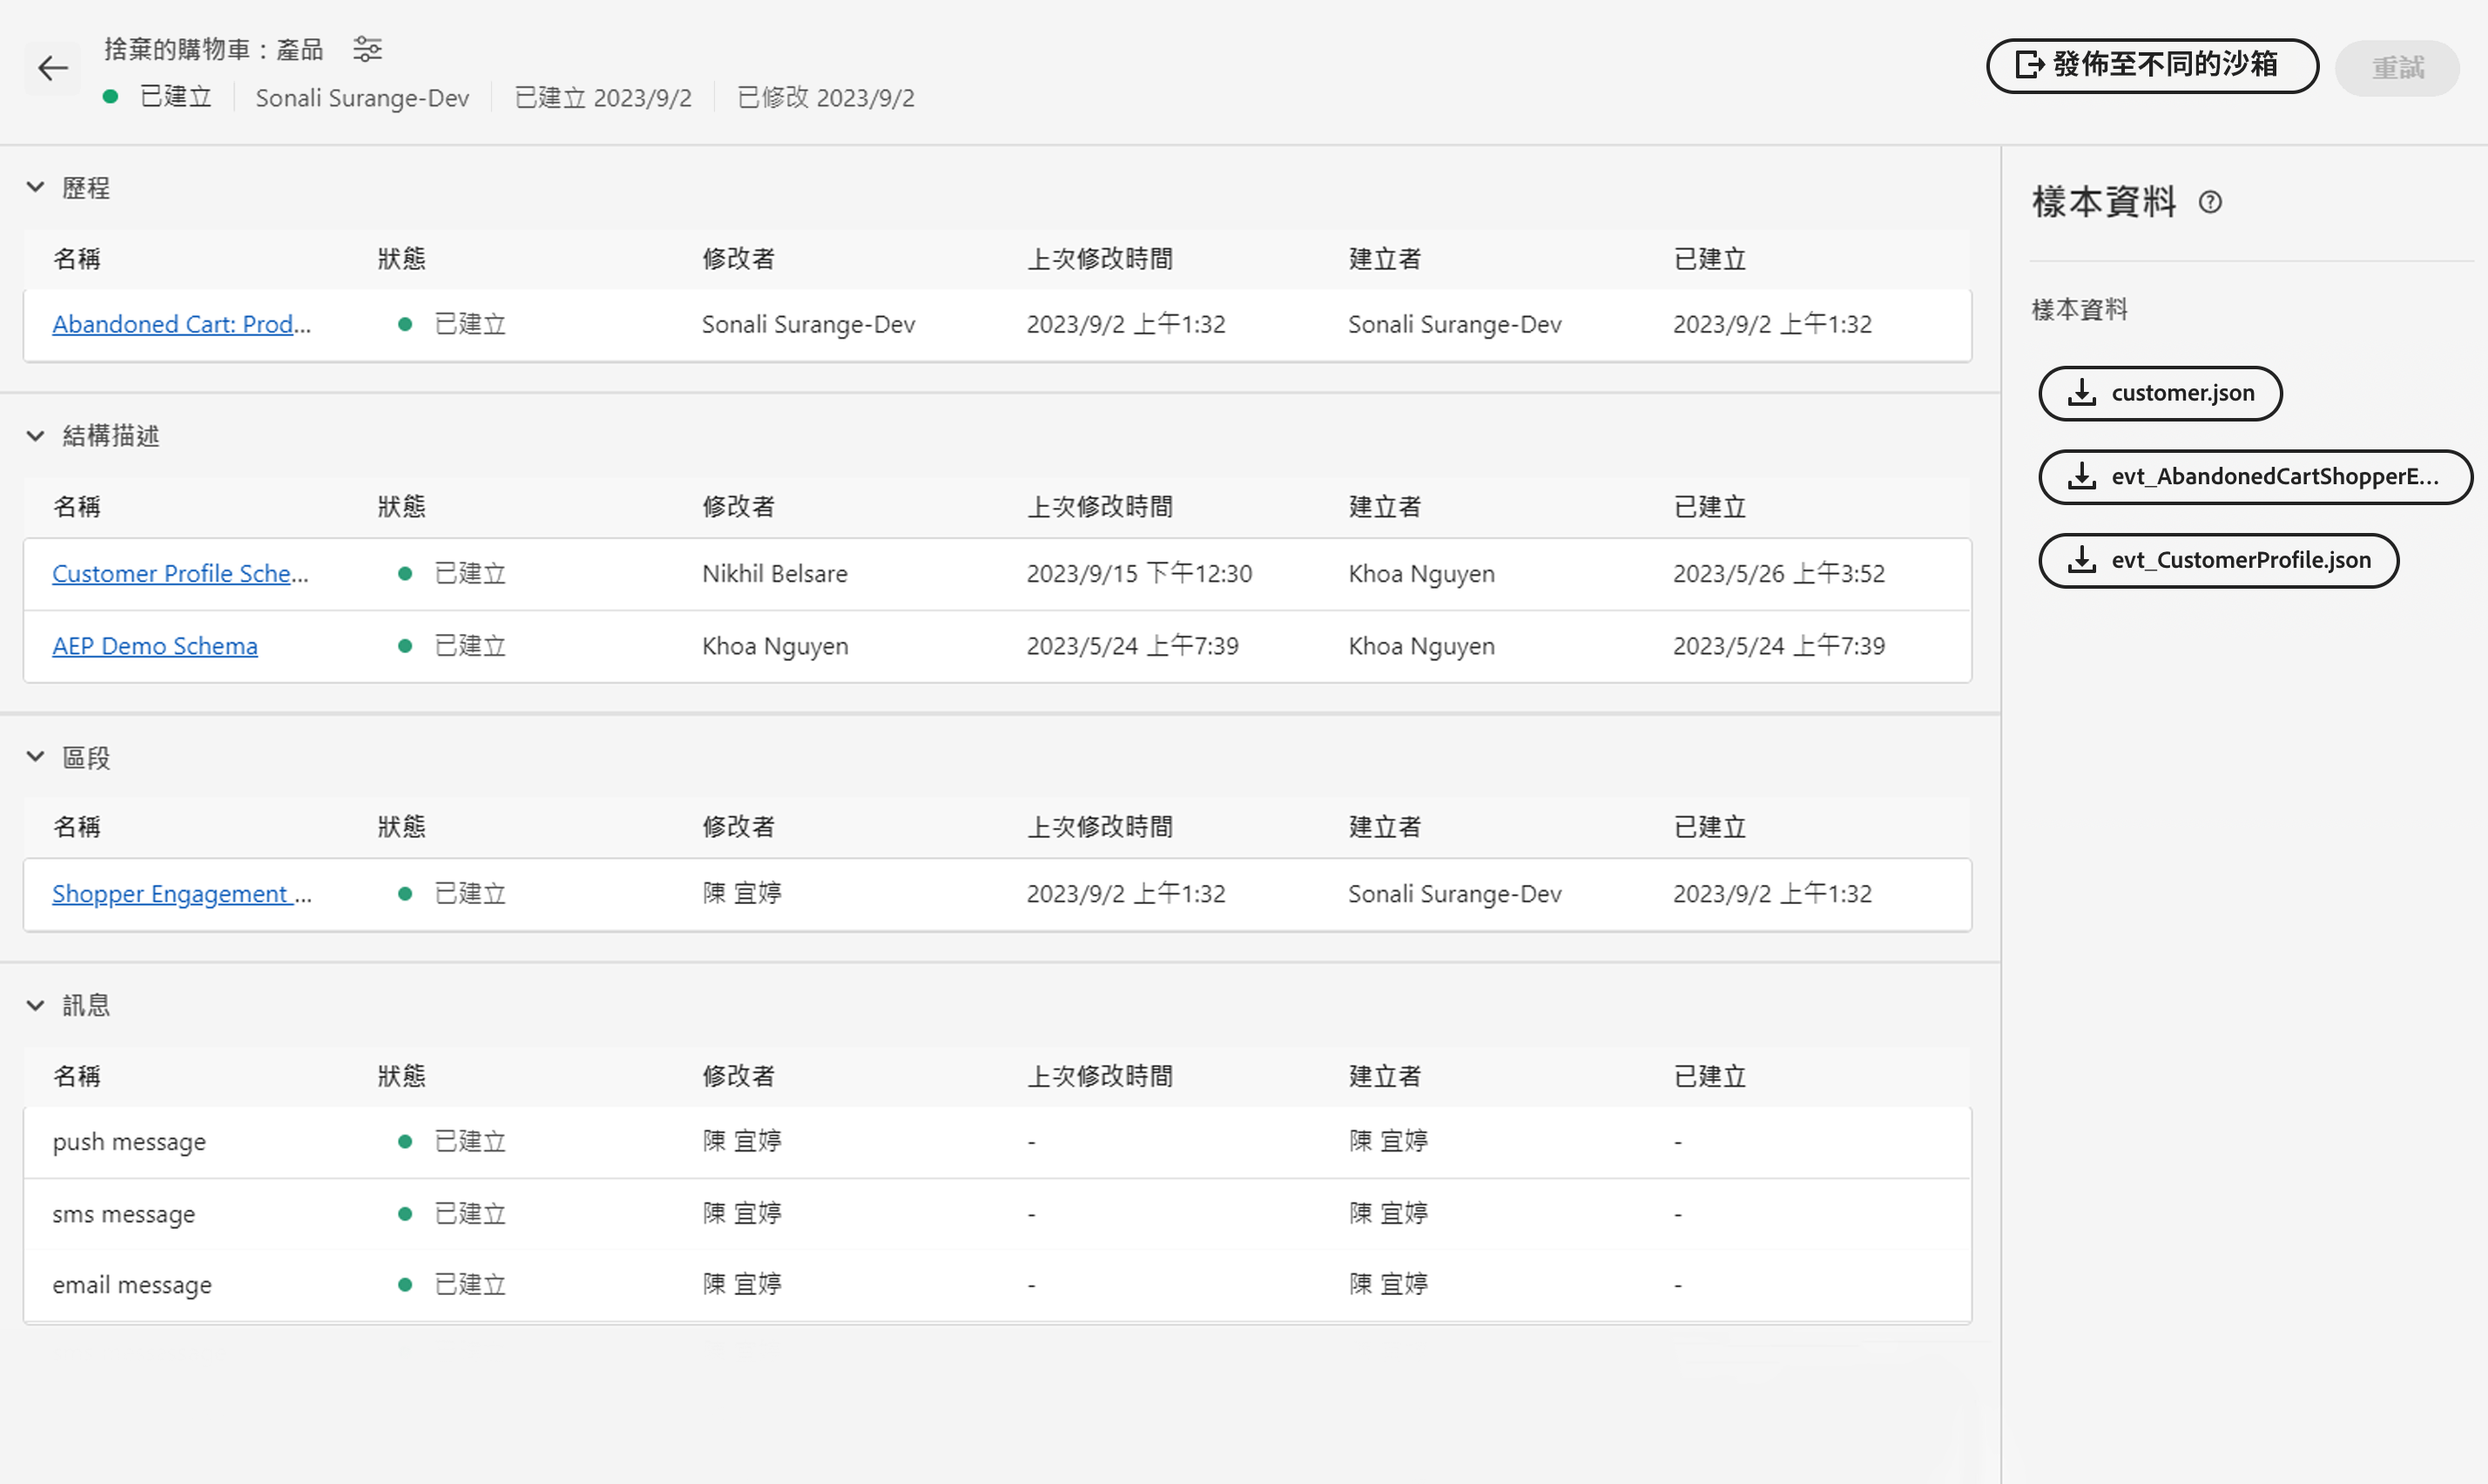 捨棄的購物車：產品
已建立 Sonali Surange-Dev 已建立 2023/9/2 已修改 2023/9/2
發佈至不同的沙箱 重試
歷程
名稱 狀態 修改者 上次修改時間 建立者 已建立
Abandoned Cart: Prod... 已建立 Sonali Surange-Dev 2023/9/2 上午1:32 Sonali Surange-Dev 2023/9/2 上午1:32
結構描述
名稱 狀態 修改者 上次修改時間 建立者 已建立
Customer Profile Sche... 已建立 Nikhil Belsare 2023/9/15 下午12:30 Khoa Nguyen 2023/5/26 上午3:52
AEP Demo Schema 已建立 Khoa Nguyen 2023/5/24 上午7:39 Khoa Nguyen 2023/5/24 上午7:39
區段
名稱 狀態 修改者 上次修改時間 建立者 已建立
Shopper Engagement ... 已建立 陳 宜婷 2023/9/2 上午1:32 Sonali Surange-Dev 2023/9/2 上午1:32
訊息
名稱 狀態 修改者 上次修改時間 建立者 已建立
push message 已建立 陳 宜婷 - 陳 宜婷 -
sms message 已建立 陳 宜婷 - 陳 宜婷 -
email message 已建立 陳 宜婷 - 陳 宜婷 -
樣本資料
樣本資料
customer.json
evt_AbandonedCartShopperE...
evt_CustomerProfile.json